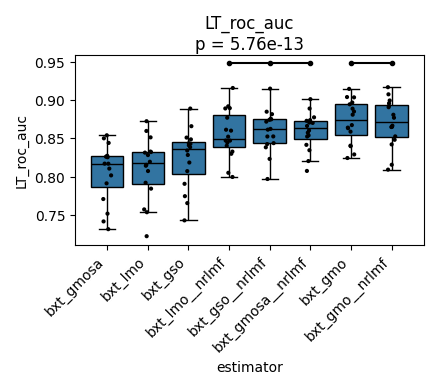 LT_roc_auc
p = 5.76e-13
LT_roc_auc
0.95
0.90
0.85
0.80
0.75
bxt_gmosa
bxt_lmo
bxt_gso
bxt_lmo__nrlmf
bxt_gso__nrlmf
bxt_gmosa__nrlmf
bxt_gmo
bxt_gmo__nrlmf
estimator